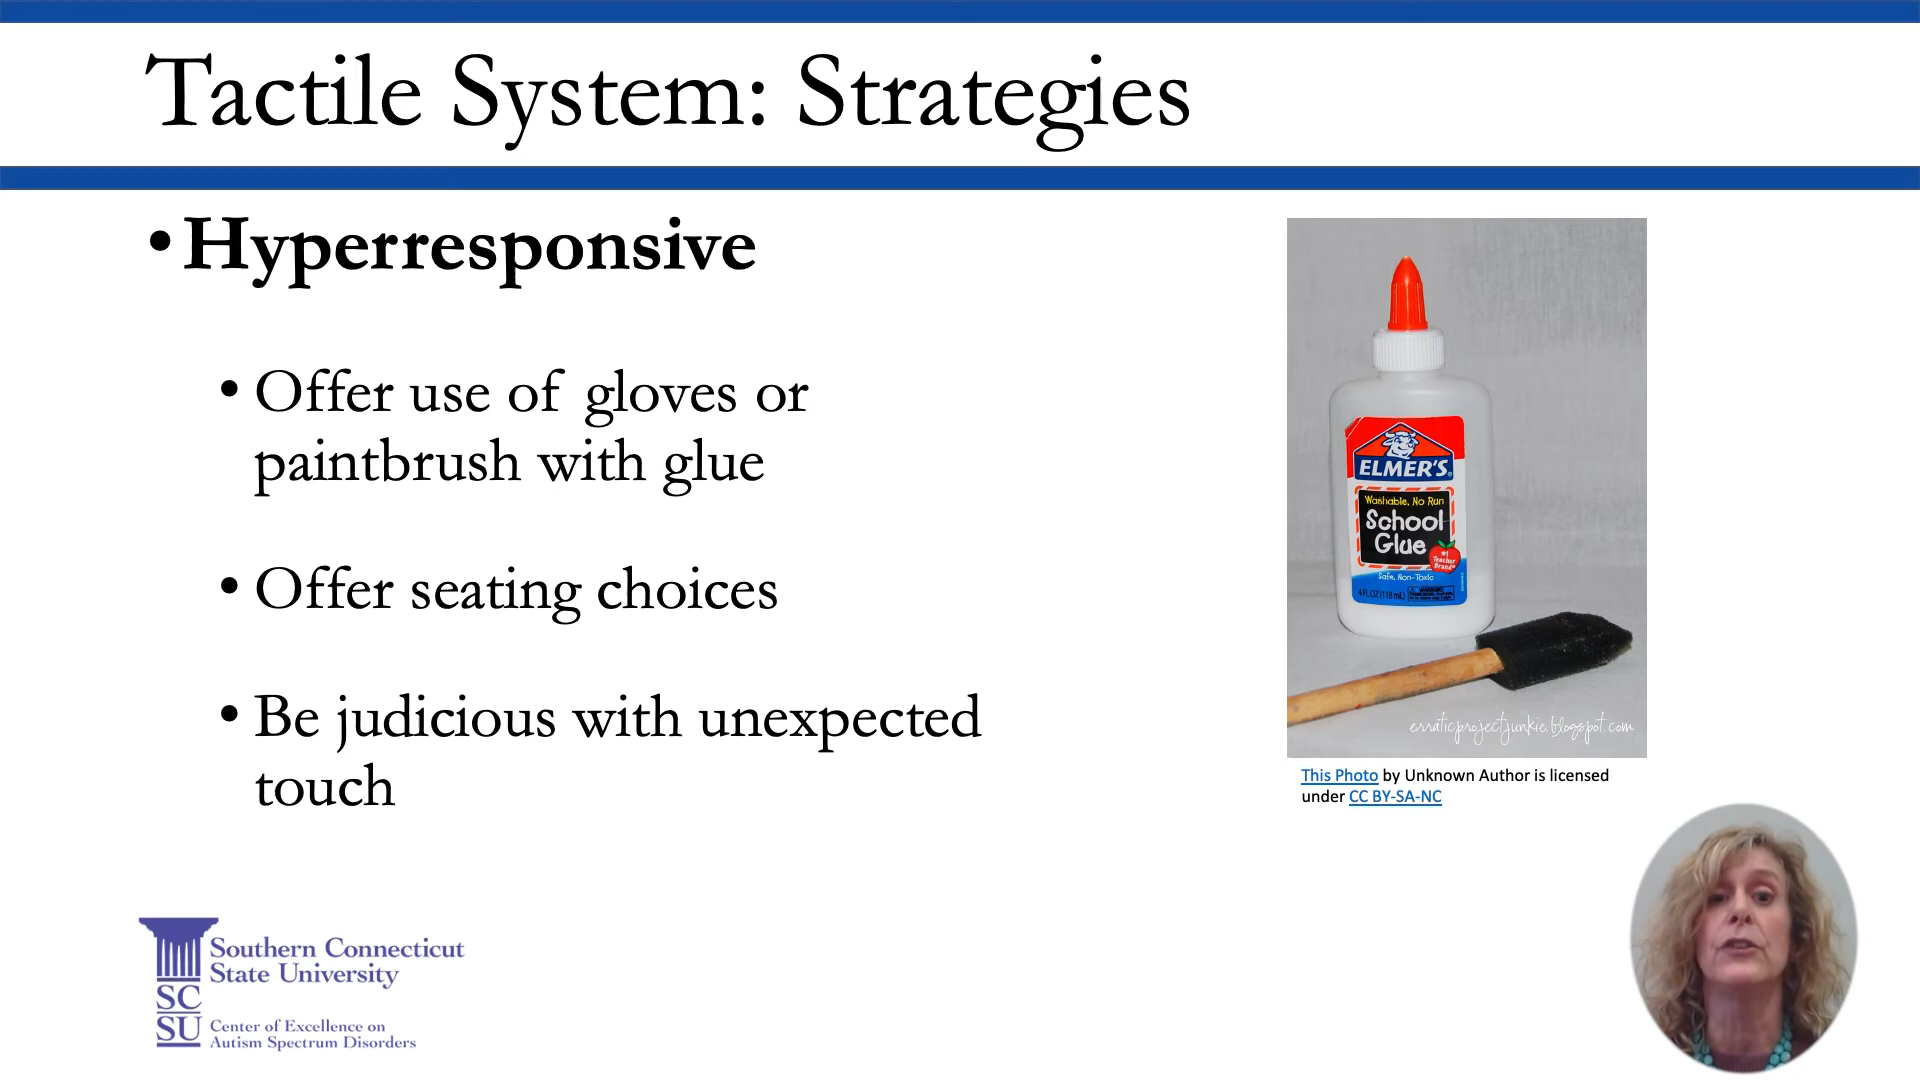 Tactile System: Strategies
•Hyperresponsive
• Offer use of gloves or
paintbrush with glue
• Offer seating choices
• Be judicious with unexpected
touch
ELMER'S
Washable, No Run
School
Glue
#1
Teacher
Brand
Safe, Non-Toxic
4 FL OZ (118 mL)
WARNING
erraticprojectjunkie.blogspot.com
This Photo by Unknown Author is licensed
under CC BY-SA-NC
Southern Connecticut
State University
SC
SU
Center of Excellence on
Autism Spectrum Disorders